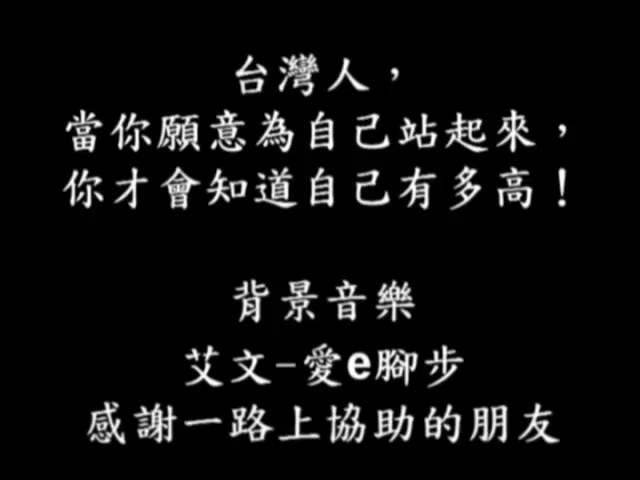 台灣人，
當你願意為自己站起來，
你才會知道自己有多高！
背景音樂
艾文–愛e腳步
感謝一路上協助的朋友